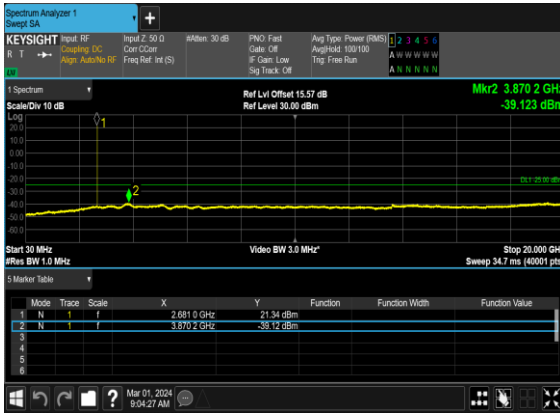 Spectrum Analyzer 1
Swept SA
+
KEYSIGHT Input: RF Input Z: 50 Ω #Atten: 30 dB PNO: Fast Avg Type: Power (RMS) 1 2 3 4 5 6
R T Coupling: DC Corr CCorr Gate: Off Avg|Hold: 100/100 A W W W W W
Align: Auto/No RF Freq Ref: Int (S) IF Gain: Low Trig: Free Run
Sig Track: Off A N N N N N
1 Spectrum Ref Lvl Offset 15.57 dB Mkr2 3.870 2 GHz
Scale/Div 10 dB Ref Level 30.00 dBm -39.123 dBm
Log
20.0
10.0
0.00
-10.0
-20.0
-30.0
-40.0
-50.0
-60.0
1
2
DL1 -25.00 dBm
Start 30 MHz Video BW 3.0 MHz* Stop 20.000 GHz
#Res BW 1.0 MHz Sweep 34.7 ms (40001 pts)
5 Marker Table
Mode Trace Scale X Y Function Function Width Function Value
1 N 1 f 2.681 0 GHz 21.34 dBm
2 N 1 f 3.870 2 GHz -39.12 dBm
3
4
5
6
? Mar 01, 2024
9:04:27 AM